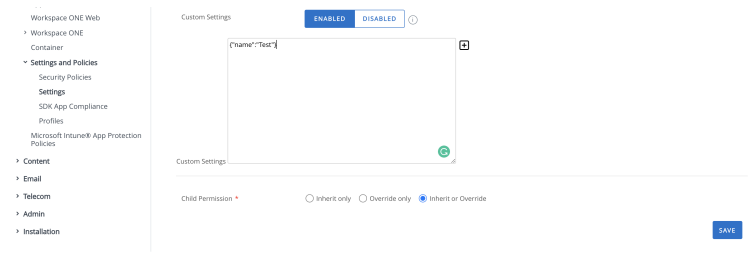 Workspace ONE Web
Workspace ONE
Container
Settings and Policies
Security Policies
Settings
SDK App Compliance
Profiles
Microsoft Intune® App Protection
Policies
Content
Email
Telecom
Admin
Installation
Custom Settings
ENABLED DISABLED
{"name":"Test"}
Custom Settings
Child Permission * Inherit only Override only Inherit or Override
SAVE